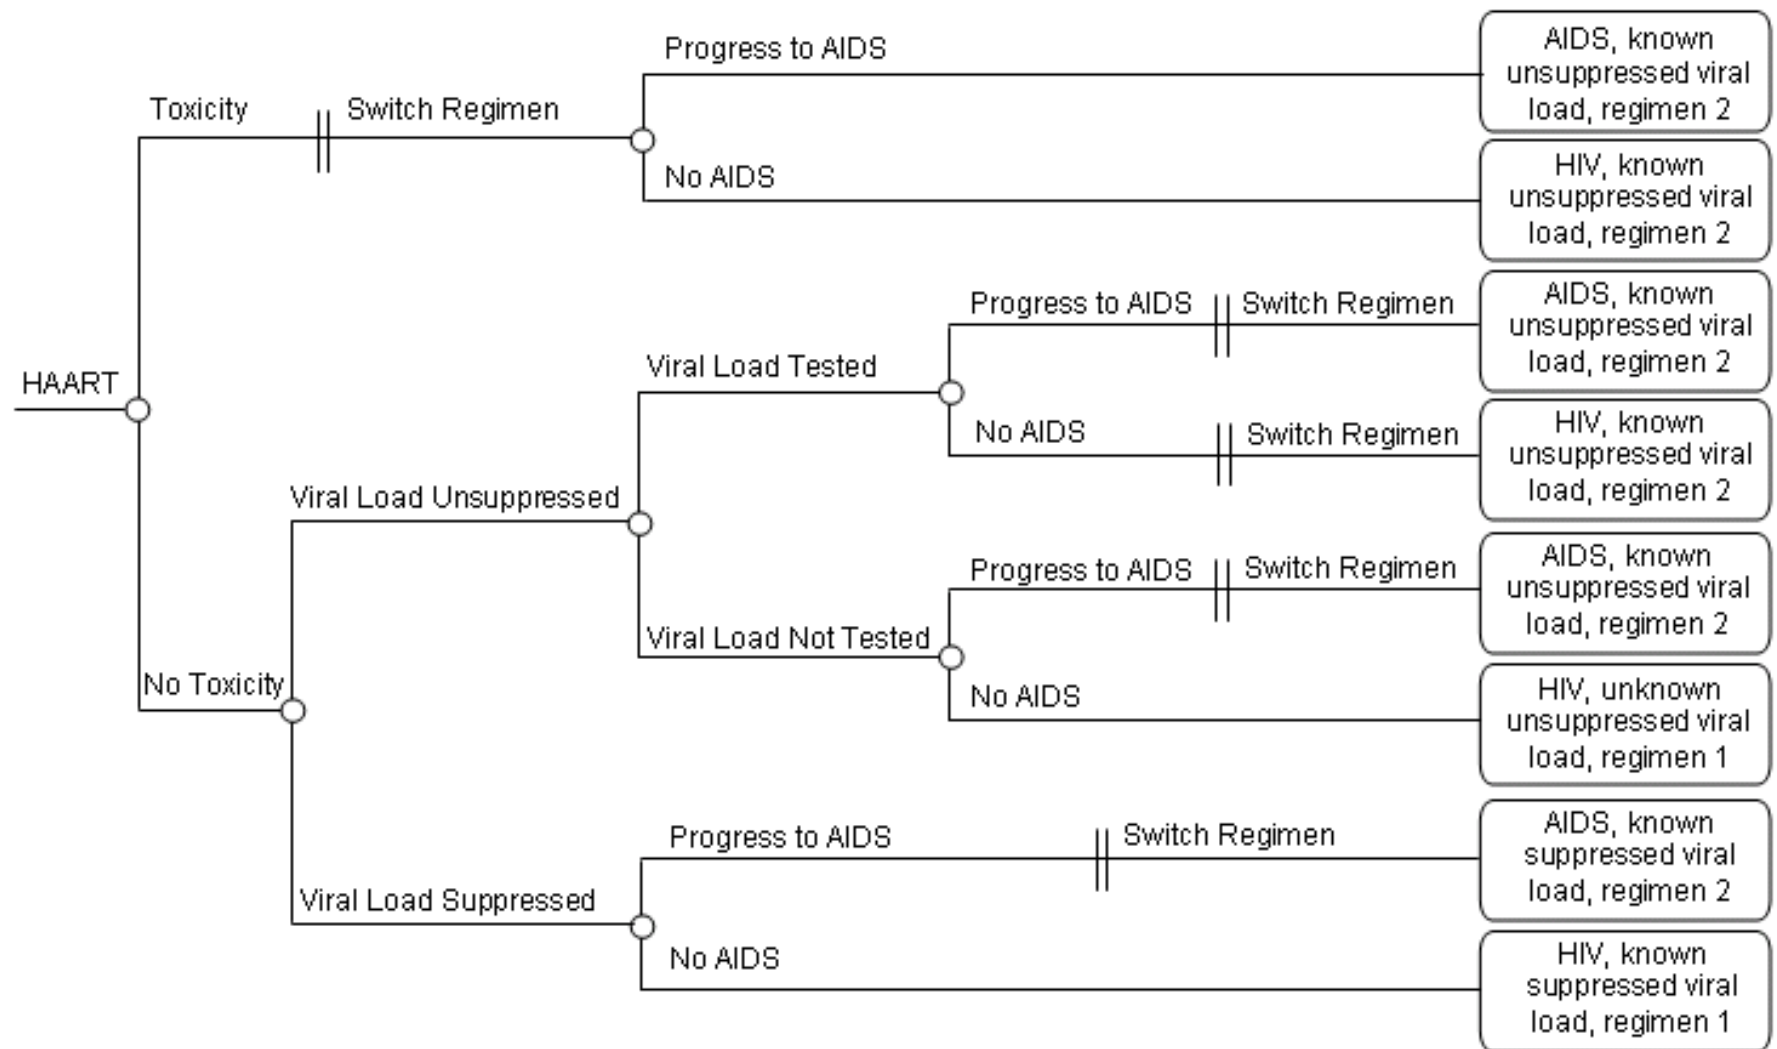 Progress to AIDS
AIDS, known
unsuppressed viral
load, regimen 2
Toxicity
Switch Regimen
No AIDS
HIV, known
unsuppressed viral
load, regimen 2
Progress to AIDS
Switch Regimen
AIDS, known
unsuppressed viral
load, regimen 2
Viral Load Tested
HAART
No AIDS
Switch Regimen
HIV, known
unsuppressed viral
load, regimen 2
Viral Load Unsuppressed
Progress to AIDS
Switch Regimen
AIDS, known
unsuppressed viral
load, regimen 2
Viral Load Not Tested
No Toxicity
No AIDS
HIV, unknown
unsuppressed viral
load, regimen 1
Progress to AIDS
Switch Regimen
AIDS, known
suppressed viral
load, regimen 2
Viral Load Suppressed
No AIDS
HIV, known
suppressed viral
load, regimen 1